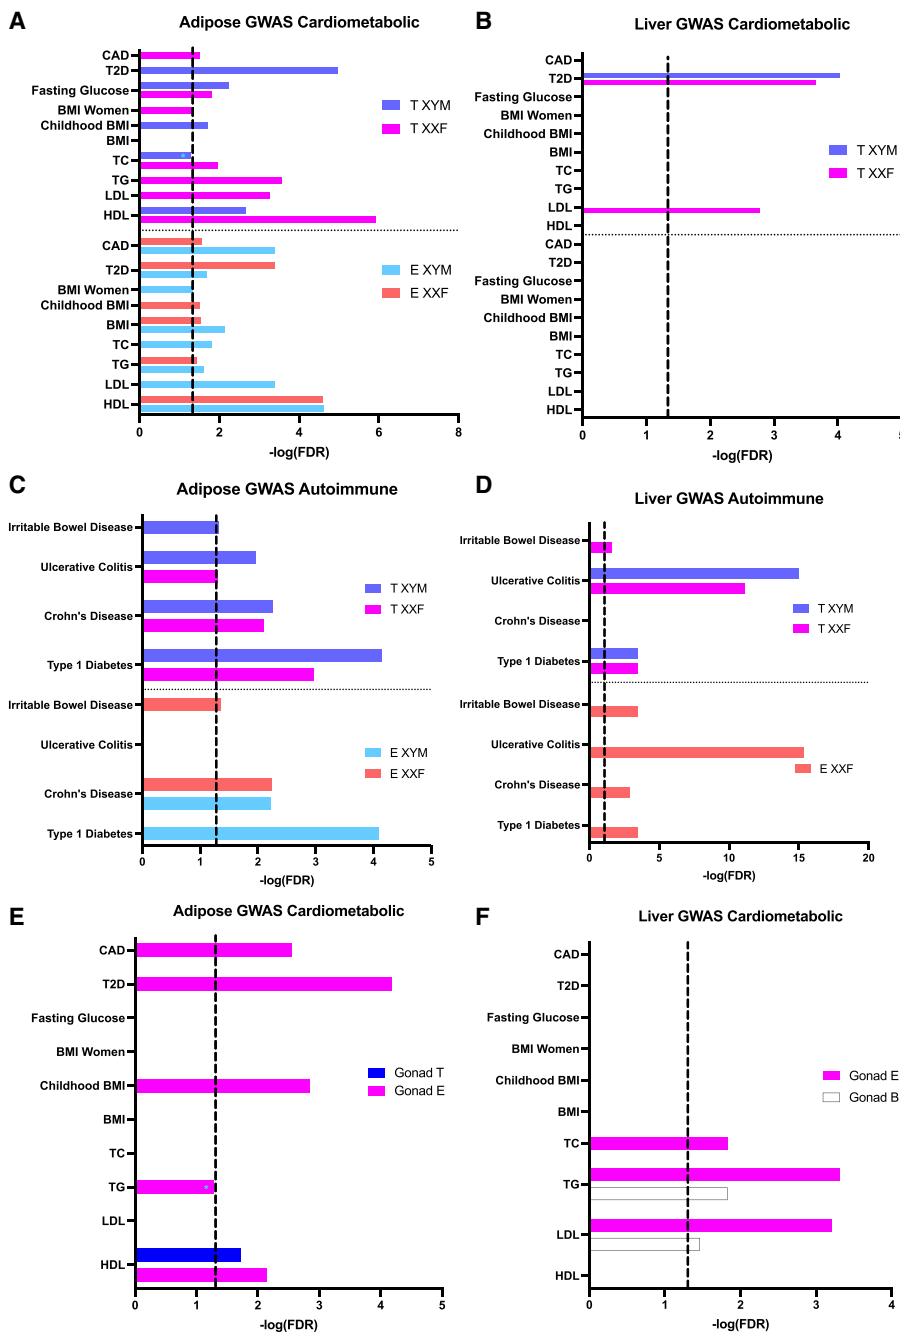 A
Adipose GWAS Cardiometabolic
CAD
T2D
Fasting Glucose
BMI Women
Childhood BMI
BMI
TC
TG
LDL
HDL
T XYM
T XXF
CAD
T2D
BMI Women
Childhood BMI
BMI
TC
TG
LDL
HDL
E XYM
E XXF
0 2 4 6 8
-log(FDR)
B
Liver GWAS Cardiometabolic
CAD
T2D
Fasting Glucose
BMI Women
Childhood BMI
BMI
TC
TG
LDL
HDL
T XYM
T XXF
CAD
T2D
Fasting Glucose
BMI Women
Childhood BMI
BMI
TC
TG
LDL
HDL
0 1 2 3 4 5
-log(FDR)
C
Adipose GWAS Autoimmune
Irritable Bowel Disease
Ulcerative Colitis
Crohn's Disease
Type 1 Diabetes
T XYM
T XXF
Irritable Bowel Disease
Ulcerative Colitis
Crohn's Disease
Type 1 Diabetes
E XYM
E XXF
0 1 2 3 4 5
-log(FDR)
D
Liver GWAS Autoimmune
Irritable Bowel Disease
Ulcerative Colitis
Crohn's Disease
Type 1 Diabetes
T XYM
T XXF
Irritable Bowel Disease
Ulcerative Colitis
Crohn's Disease
Type 1 Diabetes
E XXF
0 5 10 15 20
-log(FDR)
E
Adipose GWAS Cardiometabolic
CAD
T2D
Fasting Glucose
BMI Women
Childhood BMI
BMI
TC
TG
*
LDL
HDL
Gonad T
Gonad E
0 1 2 3 4 5
-log(FDR)
F
Liver GWAS Cardiometabolic
CAD
T2D
Fasting Glucose
BMI Women
Childhood BMI
BMI
TC
TG
LDL
HDL
Gonad E
Gonad B
0 1 2 3 4
-log(FDR)